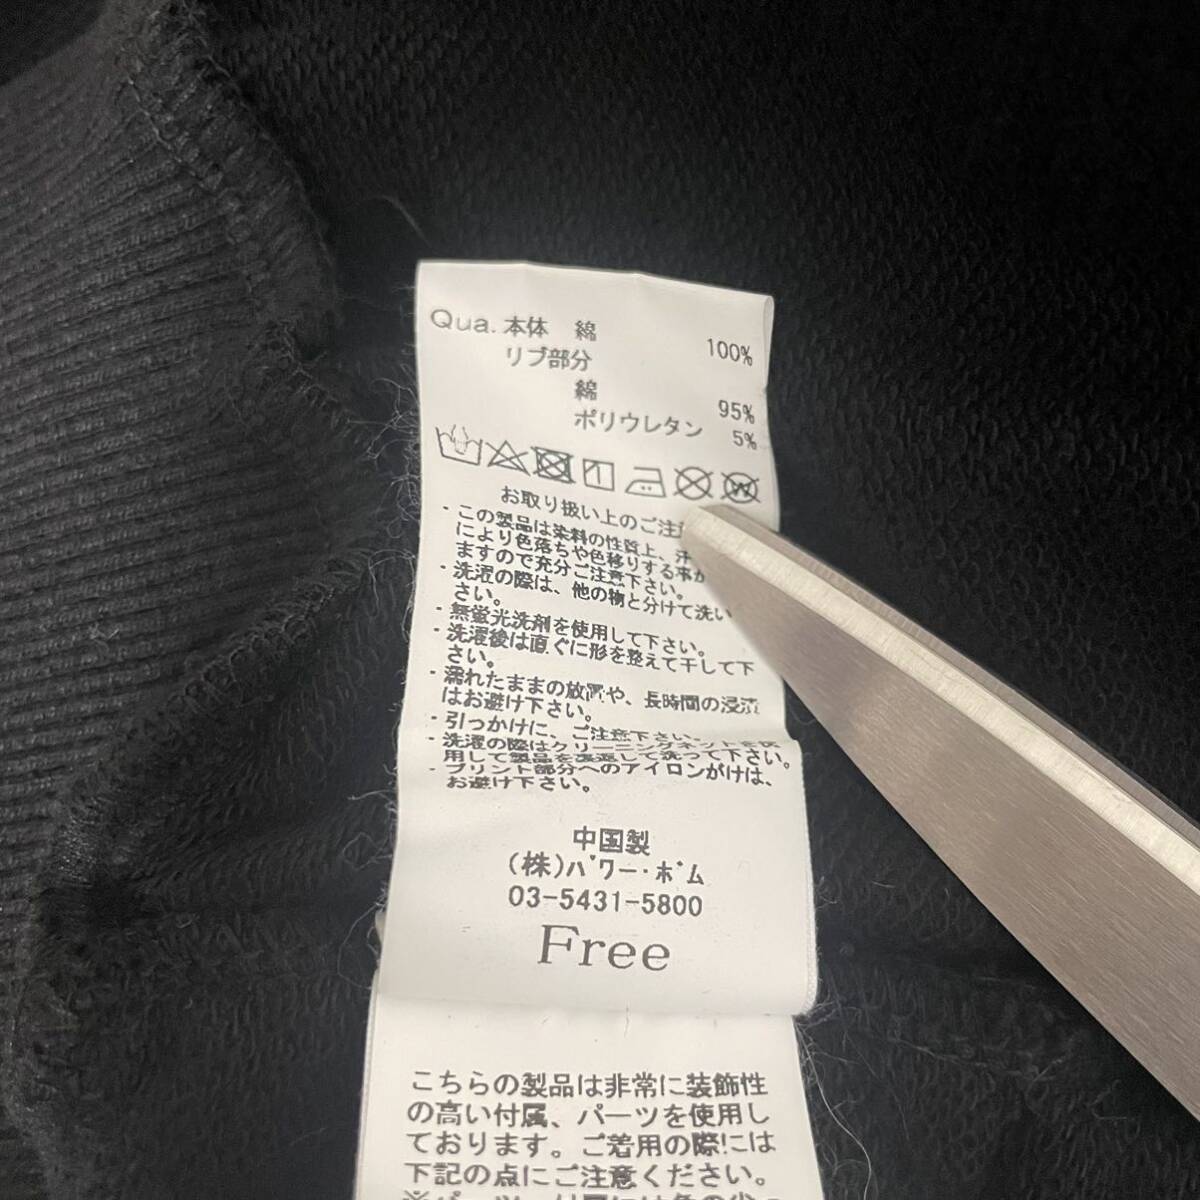 Qua. 本体 綿 100%
リブ部分
綿 95%
ポリウレタン 5%
お取り扱い上のご注
・この製品は染料の性質上、汗
により色落ちや色移りする事が
ますので充分ご注意下さい。
・洗濯の際は、他の物と分けて洗い
さい。
・無蛍光洗剤を使用して下さい。
・洗濯後は直ぐに形を整えて干して下
さい。
・濡れたままの放置や、長時間の浸漬
はお避け下さい。
・引っかけに、ご注意下さい。
・洗濯の際はクリーニングネットを使
用して製品を裏返して洗って下さい。
・プリント部分へのアイロンがけは、
お避け下さい。
中国製
(株)パワー・ボム
03-5431-5800
Free
こちらの製品は非常に装飾性
の高い付属、パーツを使用し
ております。ご着用の際には
下記の点にご注意ください。